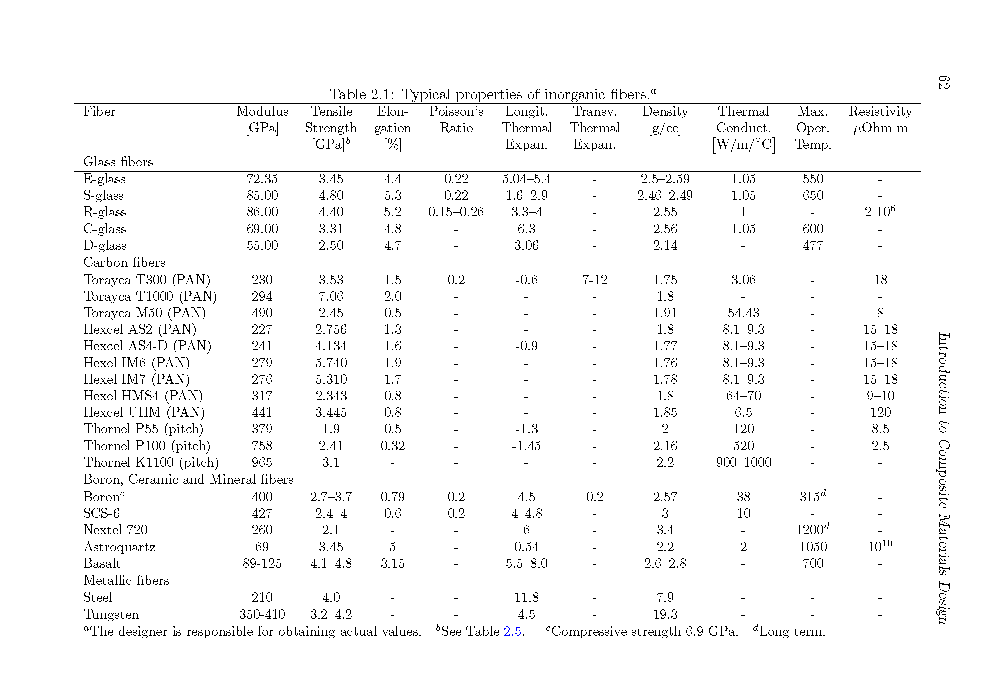 62
Introduction to Composite Materials Design
Table 2.1: Typical properties of inorganic fibers.a
Fiber Modulus Tensile Elon- Poisson's Longit. Transv. Density Thermal Max. Resistivity
[GPa] Strength gation Ratio Thermal Thermal [g/cc] Conduct. Oper. μOhm m
[GPa]b [%] Expan. Expan. [W/m/°C] Temp.
Glass fibers
E-glass 72.35 3.45 4.4 0.22 5.04–5.4 - 2.5–2.59 1.05 550 -
S-glass 85.00 4.80 5.3 0.22 1.6–2.9 - 2.46–2.49 1.05 650 -
R-glass 86.00 4.40 5.2 0.15–0.26 3.3–4 - 2.55 1 - 2 10^6
C-glass 69.00 3.31 4.8 - 6.3 - 2.56 1.05 600 -
D-glass 55.00 2.50 4.7 - 3.06 - 2.14 - 477 -
Carbon fibers
Torayca T300 (PAN) 230 3.53 1.5 0.2 -0.6 7-12 1.75 3.06 - 18
Torayca T1000 (PAN) 294 7.06 2.0 - - - 1.8 - - -
Torayca M50 (PAN) 490 2.45 0.5 - - - 1.91 54.43 - 8
Hexcel AS2 (PAN) 227 2.756 1.3 - - - 1.8 8.1–9.3 - 15–18
Hexcel AS4-D (PAN) 241 4.134 1.6 - -0.9 - 1.77 8.1–9.3 - 15–18
Hexel IM6 (PAN) 279 5.740 1.9 - - - 1.76 8.1–9.3 - 15–18
Hexel IM7 (PAN) 276 5.310 1.7 - - - 1.78 8.1–9.3 - 15–18
Hexel HMS4 (PAN) 317 2.343 0.8 - - - 1.8 64–70 - 9–10
Hexcel UHM (PAN) 441 3.445 0.8 - - - 1.85 6.5 - 120
Thornel P55 (pitch) 379 1.9 0.5 - -1.3 - 2 120 - 8.5
Thornel P100 (pitch) 758 2.41 0.32 - -1.45 - 2.16 520 - 2.5
Thornel K1100 (pitch) 965 3.1 - - - - 2.2 900–1000 - -
Boron, Ceramic and Mineral fibers
Boronc 400 2.7–3.7 0.79 0.2 4.5 0.2 2.57 38 315d -
SCS-6 427 2.4–4 0.6 0.2 4–4.8 - 3 10 - -
Nextel 720 260 2.1 - - 6 - 3.4 - 1200d -
Astroquartz 69 3.45 5 - 0.54 - 2.2 2 1050 10^10
Basalt 89-125 4.1–4.8 3.15 - 5.5–8.0 - 2.6–2.8 - 700 -
Metallic fibers
Steel 210 4.0 - - 11.8 - 7.9 - - -
Tungsten 350-410 3.2–4.2 - - 4.5 - 19.3 - - -
aThe designer is responsible for obtaining actual values. bSee Table 2.5. cCompressive strength 6.9 GPa. dLong term.